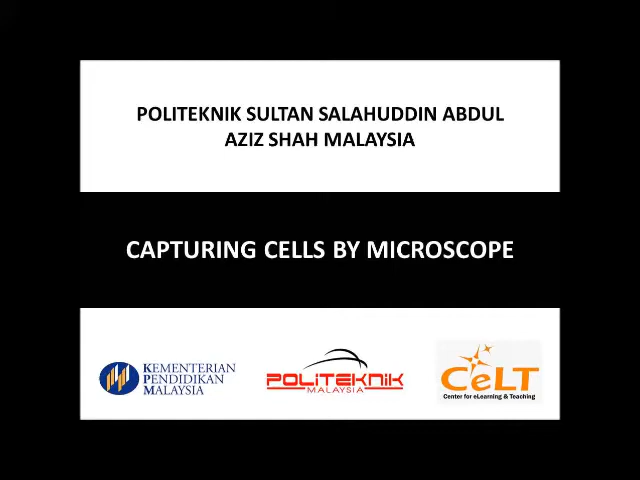 POLITEKNIK SULTAN SALAHUDDIN ABDUL
AZIZ SHAH MALAYSIA
CAPTURING CELLS BY MICROSCOPE
KEMENTERIAN
PENDIDIKAN
MALAYSIA
POLITEKNIK
MALAYSIA
CeLT
Center for eLearning & Teaching